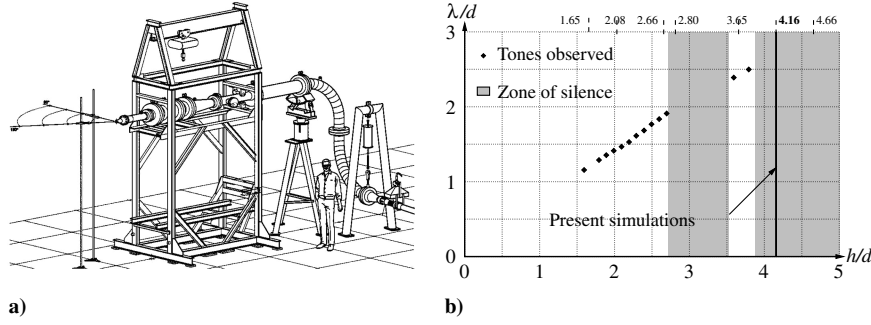 λ/d
1.65 2.08 2.66 2.80 3.65 4.16 4.66
3
Tones observed
Zone of silence
2
1
Present simulations
0
0 1 2 3 4 5
h/d
a) b)